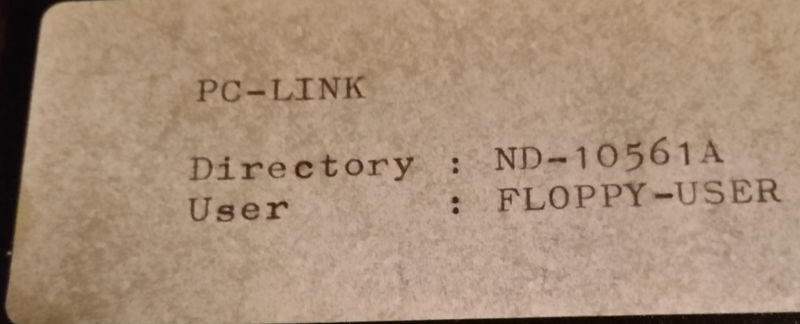 PC-LINK
Directory : ND-10561A
User : FLOPPY-USER